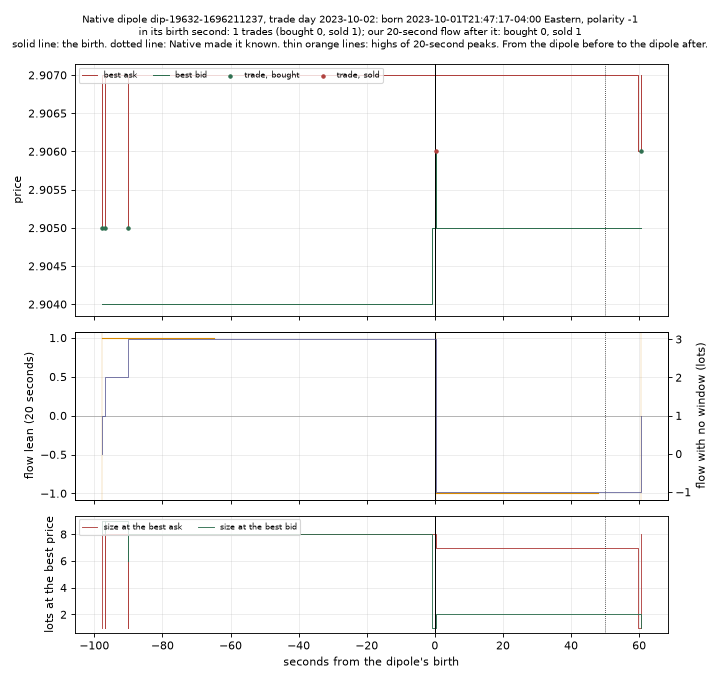 Native dipole dip-19632-1696211237, trade day 2023-10-02: born 2023-10-01T21:47:17-04:00 Eastern, polarity -1
in its birth second: 1 trades (bought 0, sold 1); our 20-second flow after it: bought 0, sold 1
solid line: the birth. dotted line: Native made it known. thin orange lines: highs of 20-second peaks. From the dipole before to the dipole after.
best ask
best bid
trade, bought
trade, sold
2.9070
2.9065
2.9060
2.9055
2.9050
2.9045
2.9040
price
1.0
0.5
0.0
−0.5
−1.0
flow lean (20 seconds)
3
2
1
0
−1
flow with no window (lots)
size at the best ask
size at the best bid
8
6
4
2
lots at the best price
−100
−80
−60
−40
−20
0
20
40
60
seconds from the dipole's birth